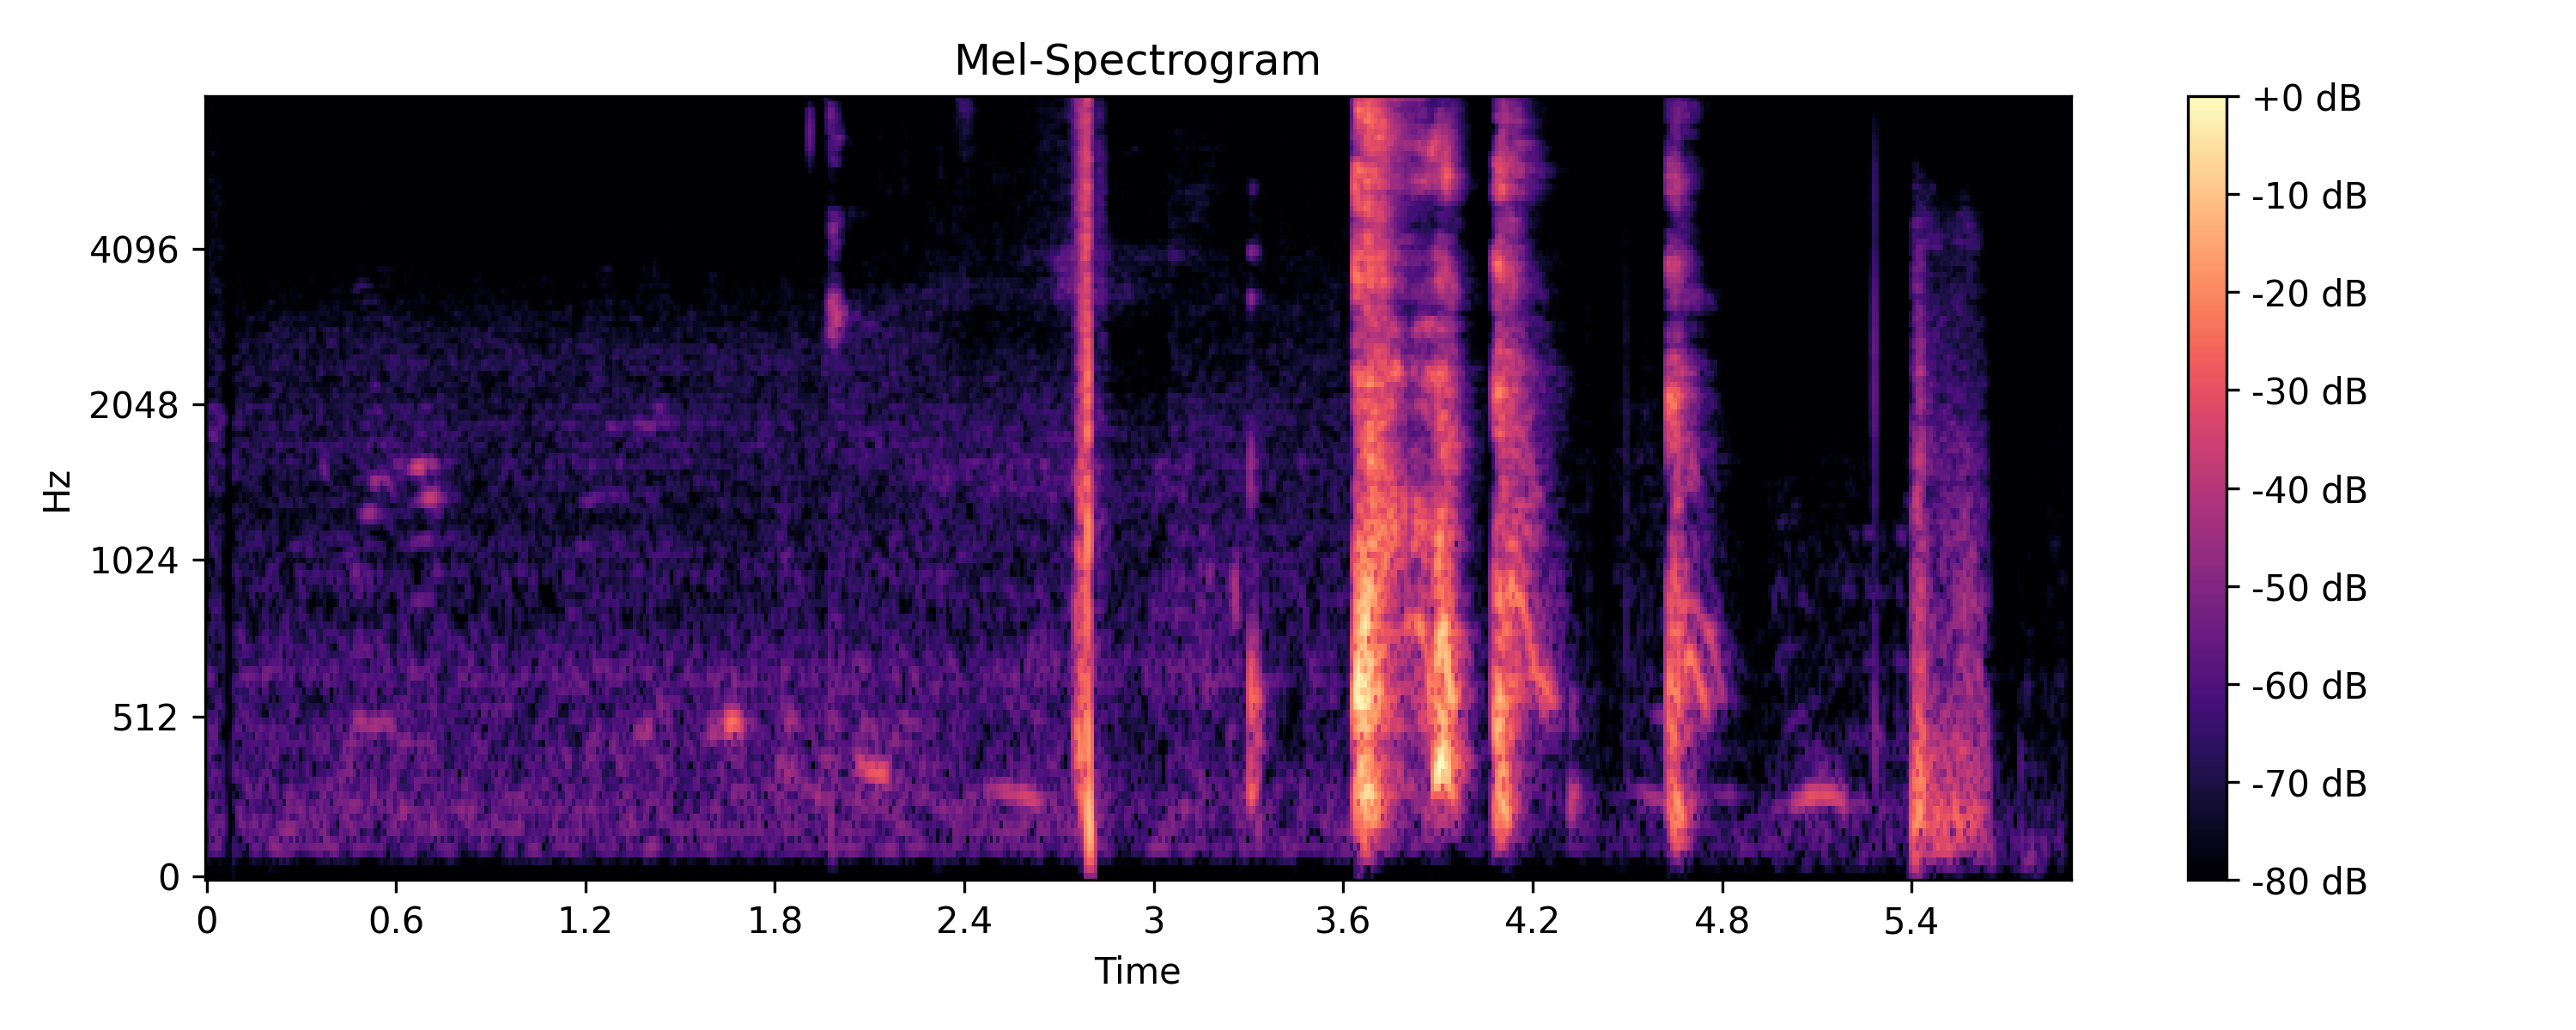 Mel-Spectrogram
Hz
4096
2048
1024
512
0
0 0.6 1.2 1.8 2.4 3 3.6 4.2 4.8 5.4
Time
+0 dB
-10 dB
-20 dB
-30 dB
-40 dB
-50 dB
-60 dB
-70 dB
-80 dB